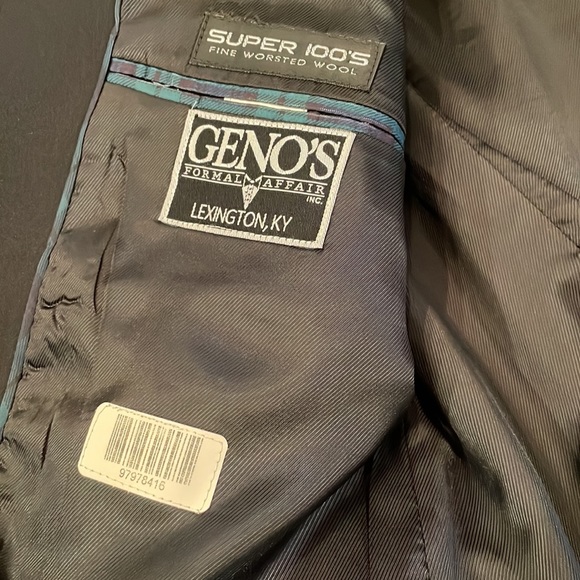 SUPER 100'S
FINE WORSTED WOOL
GENO'S
FORMAL AFFAIR
INC.
LEXINGTON, KY
97978416